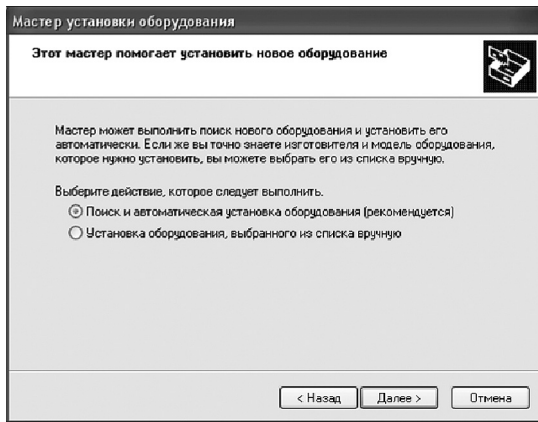 Мастер установки оборудования
Этот мастер помогает установить новое оборудование
Мастер может выполнить поиск нового оборудования и установить его
автоматически. Если же вы точно знаете изготовителя и модель оборудования,
которое нужно установить, вы можете выбрать его из списка вручную.
Выберите действие, которое следует выполнить.
Поиск и автоматическая установка оборудования (рекомендуется)
Установка оборудования, выбранного из списка вручную
< Назад
Далее >
Отмена